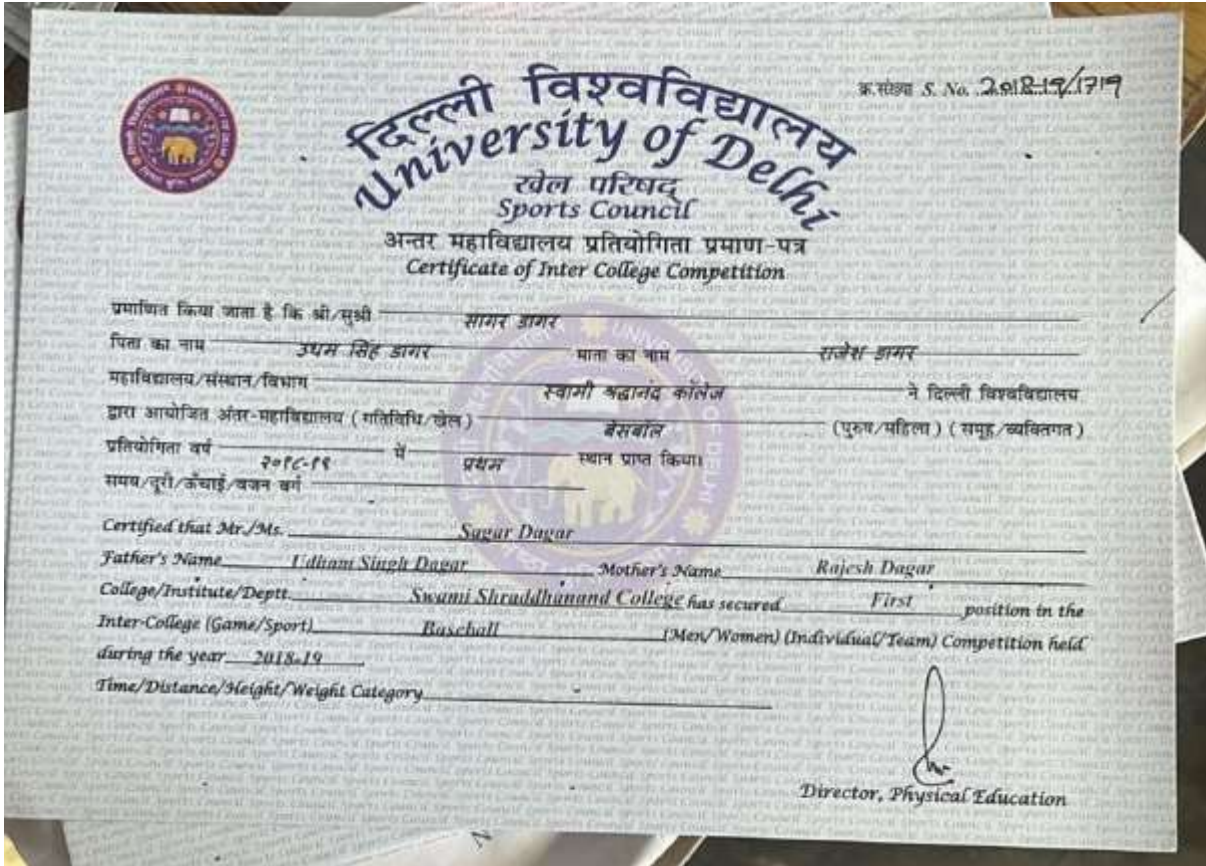 क्र.संख्या S. No. 2018-19/1719
दिल्ली विश्वविद्यालय
University of Delhi
खेल परिषद्
Sports Council
अन्तर महाविद्यालय प्रतियोगिता प्रमाण-पत्र
Certificate of Inter College Competition
प्रमाणित किया जाता है कि श्री/सुश्री सागर डागर
पिता का नाम उधम सिंह डागर माता का नाम राजेश डागर
महाविद्यालय/संस्थान/विभाग स्वामी श्रद्धानंद कॉलेज ने दिल्ली विश्वविद्यालय
द्वारा आयोजित अंतर-महाविद्यालय (गतिविधि/खेल) बेसबॉल (पुरुष/महिला) (समूह/व्यक्तिगत)
प्रतियोगिता वर्ष २०१८-१९ में प्रथम स्थान प्राप्त किया।
समय/दूरी/ऊँचाई/वजन वर्ग
Certified that Mr./Ms. Sagar Dagar
Father's Name Udham Singh Dagar Mother's Name Rajesh Dagar
College/Institute/Deptt. Swami Shraddhanand College has secured First position in the
Inter-College (Game/Sport) Baseball (Men/Women) (Individual/Team) Competition held
during the year 2018-19
Time/Distance/Height/Weight Category
Director, Physical Education